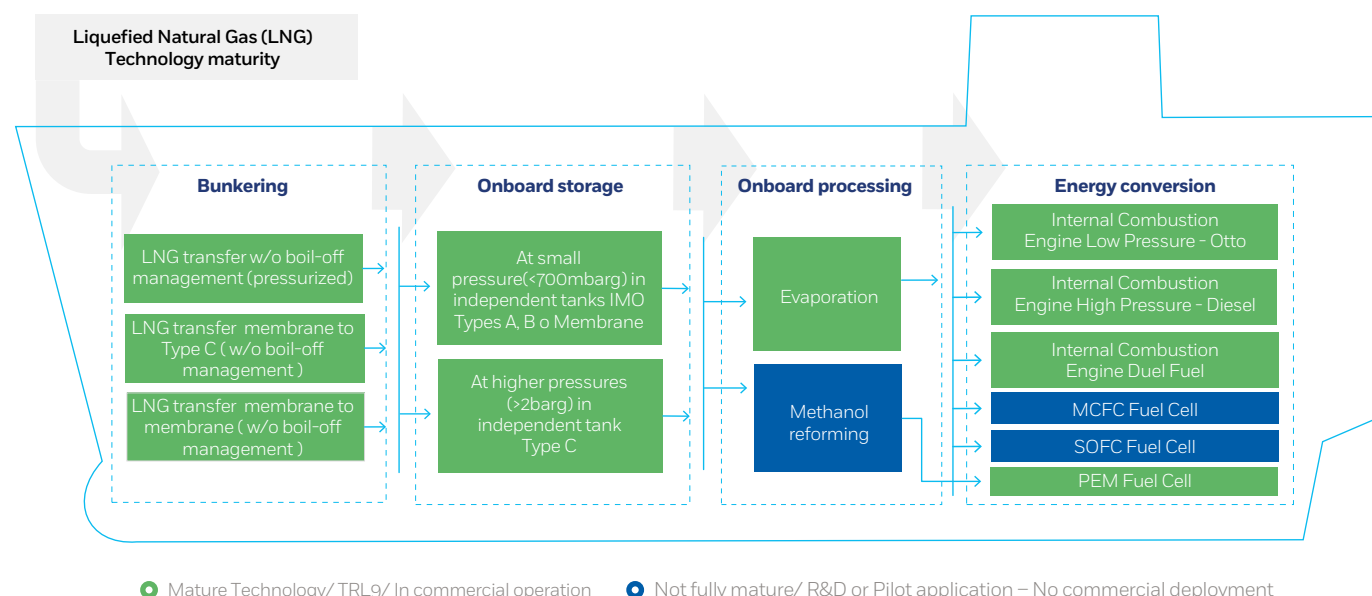 Liquefied Natural Gas (LNG)
Technology maturity
Bunkering
LNG transfer w/o boil-off
management (pressurized)
LNG transfer membrane to
Type C ( w/o boil-off
management )
LNG transfer membrane to
membrane ( w/o boil-off
management )
Onboard storage
At small
pressure(<700mbarg) in
independent tanks IMO
Types A, B o Membrane
At higher pressures
(>2barg) in
independent tank
Type C
Onboard processing
Evaporation
Methanol
reforming
Energy conversion
Internal Combustion
Engine Low Pressure - Otto
Internal Combustion
Engine High Pressure - Diesel
Internal Combustion
Engine Duel Fuel
MCFC Fuel Cell
SOFC Fuel Cell
PEM Fuel Cell
Mature Technology/ TRL9/ In commercial operation
Not fully mature/ R&D or Pilot application – No commercial deployment